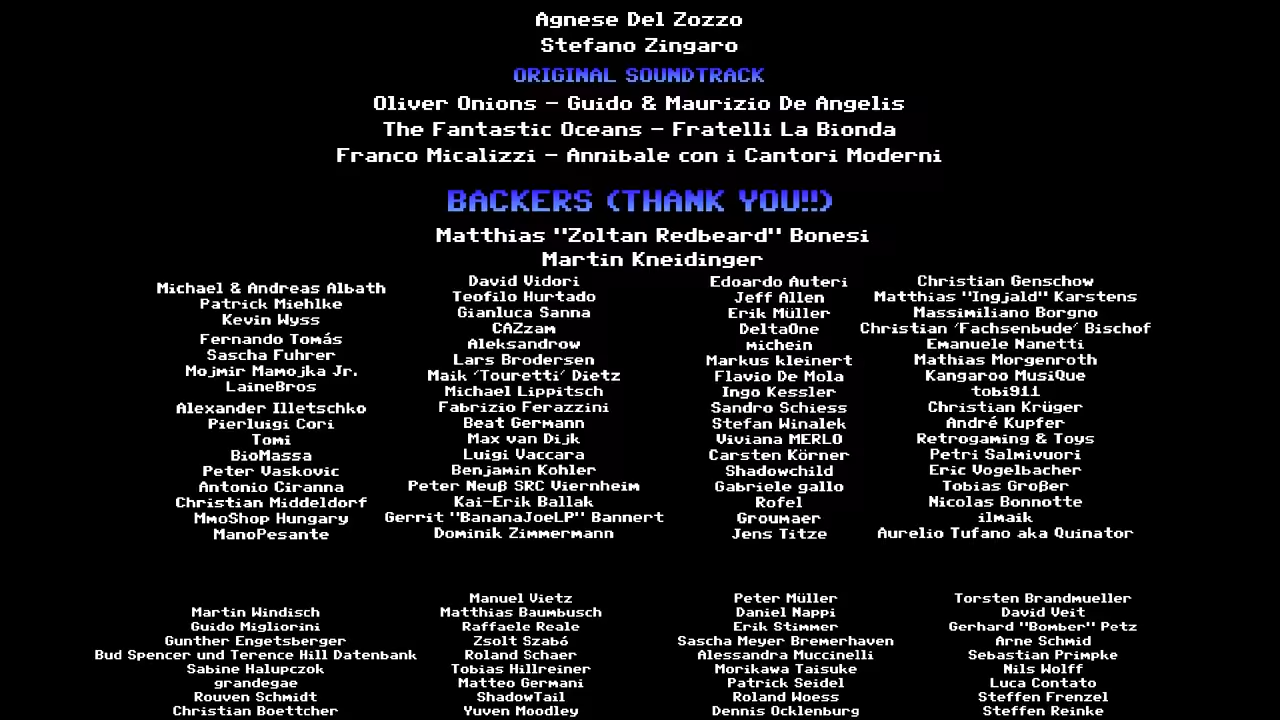 Agnese Del Zozzo
Stefano Zingaro
ORIGINAL SOUNDTRACK
Oliver Onions - Guido & Maurizio De Angelis
The Fantastic Oceans - Fratelli La Bionda
Franco Micalizzi - Annibale con i Cantori Moderni
BACKERS (THANK YOU!!)
Matthias "Zoltan Redbeard" Bonesi
Martin Kneidinger
Michael & Andreas Albath
Patrick Miehlke
Kevin Wyss
Fernando Tomás
Sascha Fuhrer
Mojmir Mamojka Jr.
LaineBros
Alexander Illetschko
Pierluigi Cori
Tomi
BioMassa
Peter Vaskovic
Antonio Ciranna
Christian Middeldorf
MmoShop Hungary
ManoPesante
David Vidori
Teofilo Hurtado
Gianluca Sanna
CAZzam
Aleksandrow
Lars Brodersen
Maik 'Touretti' Dietz
Michael Lippitsch
Fabrizio Ferazzini
Beat Germann
Max van Dijk
Luigi Vaccara
Benjamin Kohler
Peter Neuß SRC Viernheim
Kai-Erik Ballak
Gerrit "BananaJoeLP" Bannert
Dominik Zimmermann
Edoardo Auteri
Jeff Allen
Erik Müller
DeltaOne
michein
Markus kleinert
Flavio De Mola
Ingo Kessler
Sandro Schiess
Stefan Winalek
Viviana MERLO
Carsten Körner
Shadowchild
Gabriele gallo
Rofel
Groumaer
Jens Titze
Christian Genschow
Matthias "Ingjald" Karstens
Massimiliano Borgno
Christian 'Fachsenbude' Bischof
Emanuele Nanetti
Mathias Morgenroth
Kangaroo MusiQue
tobi911
Christian Krüger
André Kupfer
Retrogaming & Toys
Petri Salmivuori
Eric Vogelbacher
Tobias Großer
Nicolas Bonnotte
ilmaik
Aurelio Tufano aka Quinator
Martin Windisch
Guido Migliorini
Gunther Engetsberger
Bud Spencer und Terence Hill Datenbank
Sabine Halupczok
grandegae
Rouven Schmidt
Christian Boettcher
Manuel Vietz
Matthias Baumbusch
Raffaele Reale
Zsolt Szabó
Roland Schaer
Tobias Hillreiner
Matteo Germani
ShadowTail
Yuven Moodley
Peter Müller
Daniel Nappi
Erik Stimmer
Sascha Meyer Bremerhaven
Alessandra Muccinelli
Morikawa Taisuke
Patrick Seidel
Roland Woess
Dennis Ocklenburg
Torsten Brandmueller
David Veit
Gerhard "Bomber" Petz
Arne Schmid
Sebastian Primpke
Nils Wolff
Luca Contato
Steffen Frenzel
Steffen Reinke